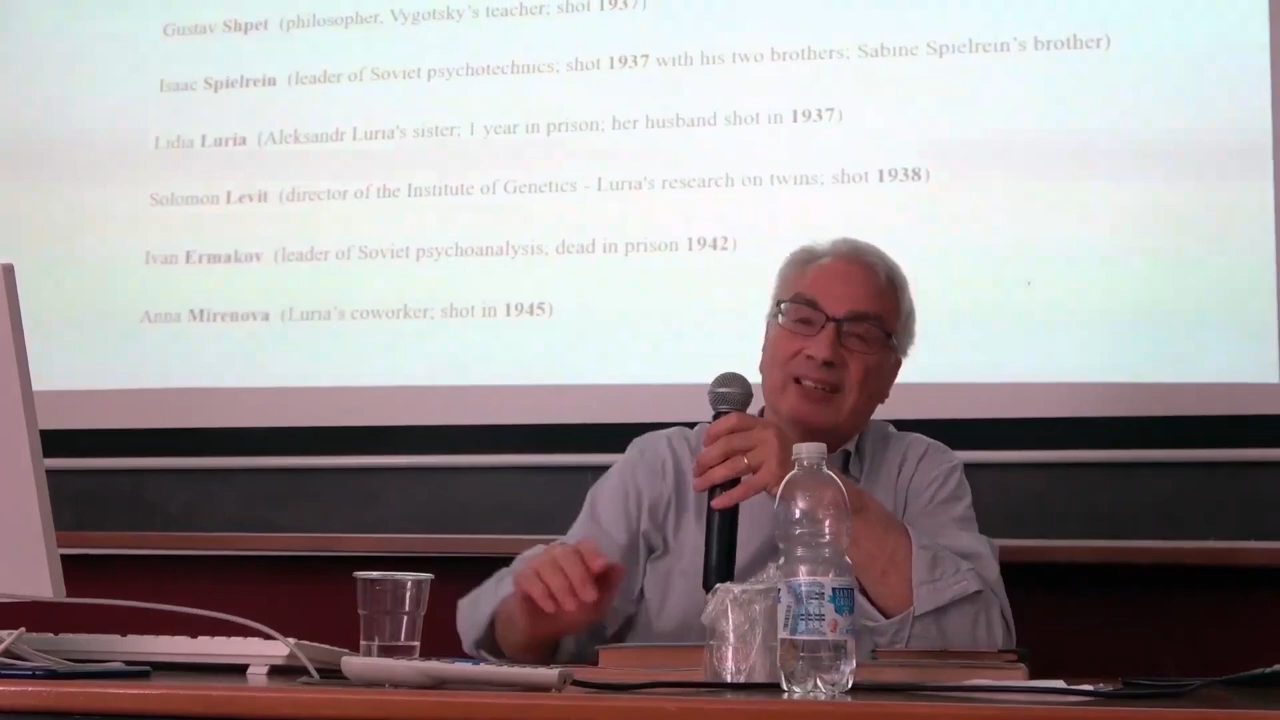 Gustav Shpet (philosopher, Vygotsky's teacher; shot 1937)
Isaac Spielrein (leader of Soviet psychotechnics; shot 1937 with his two brothers; Sabine Spielrein's brother)
Lidia Luria (Aleksandr Luria's sister; 1 year in prison; her husband shot in 1937)
Solomon Levit (director of the Institute of Genetics - Luria's research on twins; shot 1938)
Ivan Ermakov (leader of Soviet psychoanalysis, dead in prison 1942)
Anna Mirenova (Luria's coworker; shot in 1945)